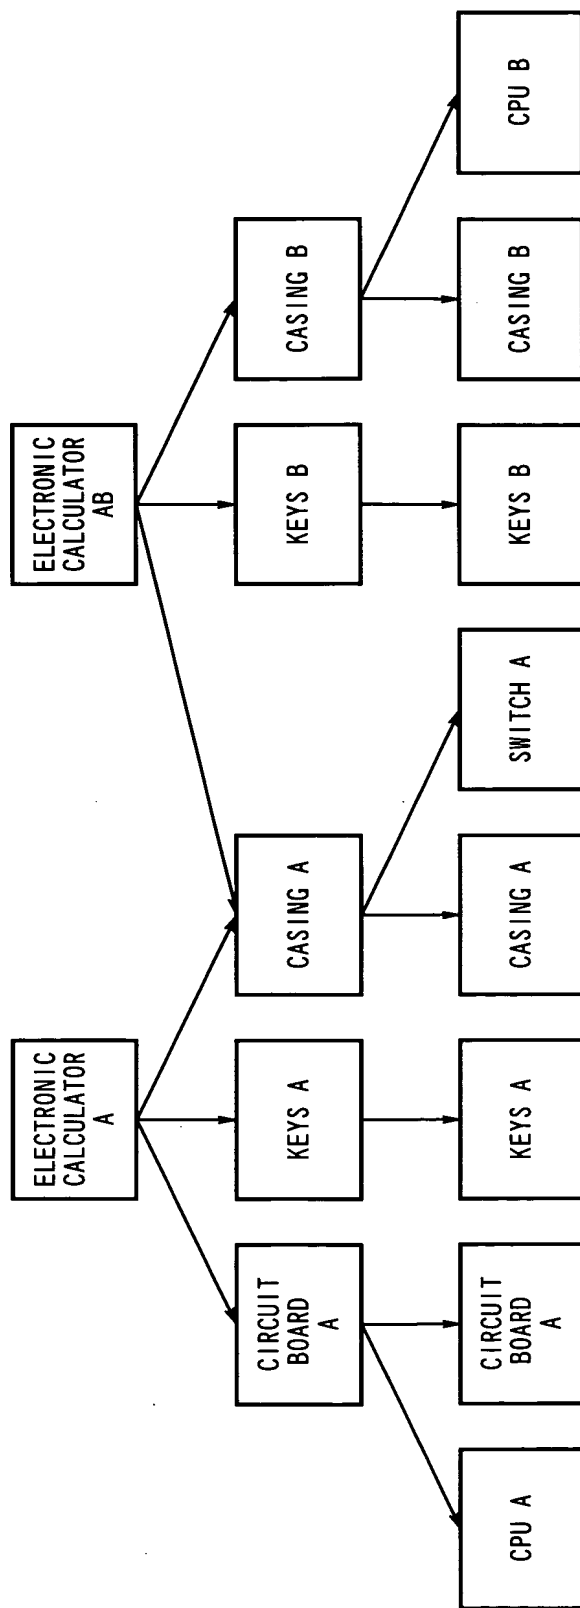 ELECTRONIC
CALCULATOR
A
ELECTRONIC
CALCULATOR
AB
CIRCUIT
BOARD
A
KEYS A
CASING A
KEYS B
CASING B
CPU A
CIRCUIT
BOARD
A
KEYS A
CASING A
SWITCH A
KEYS B
CASING B
CPU B